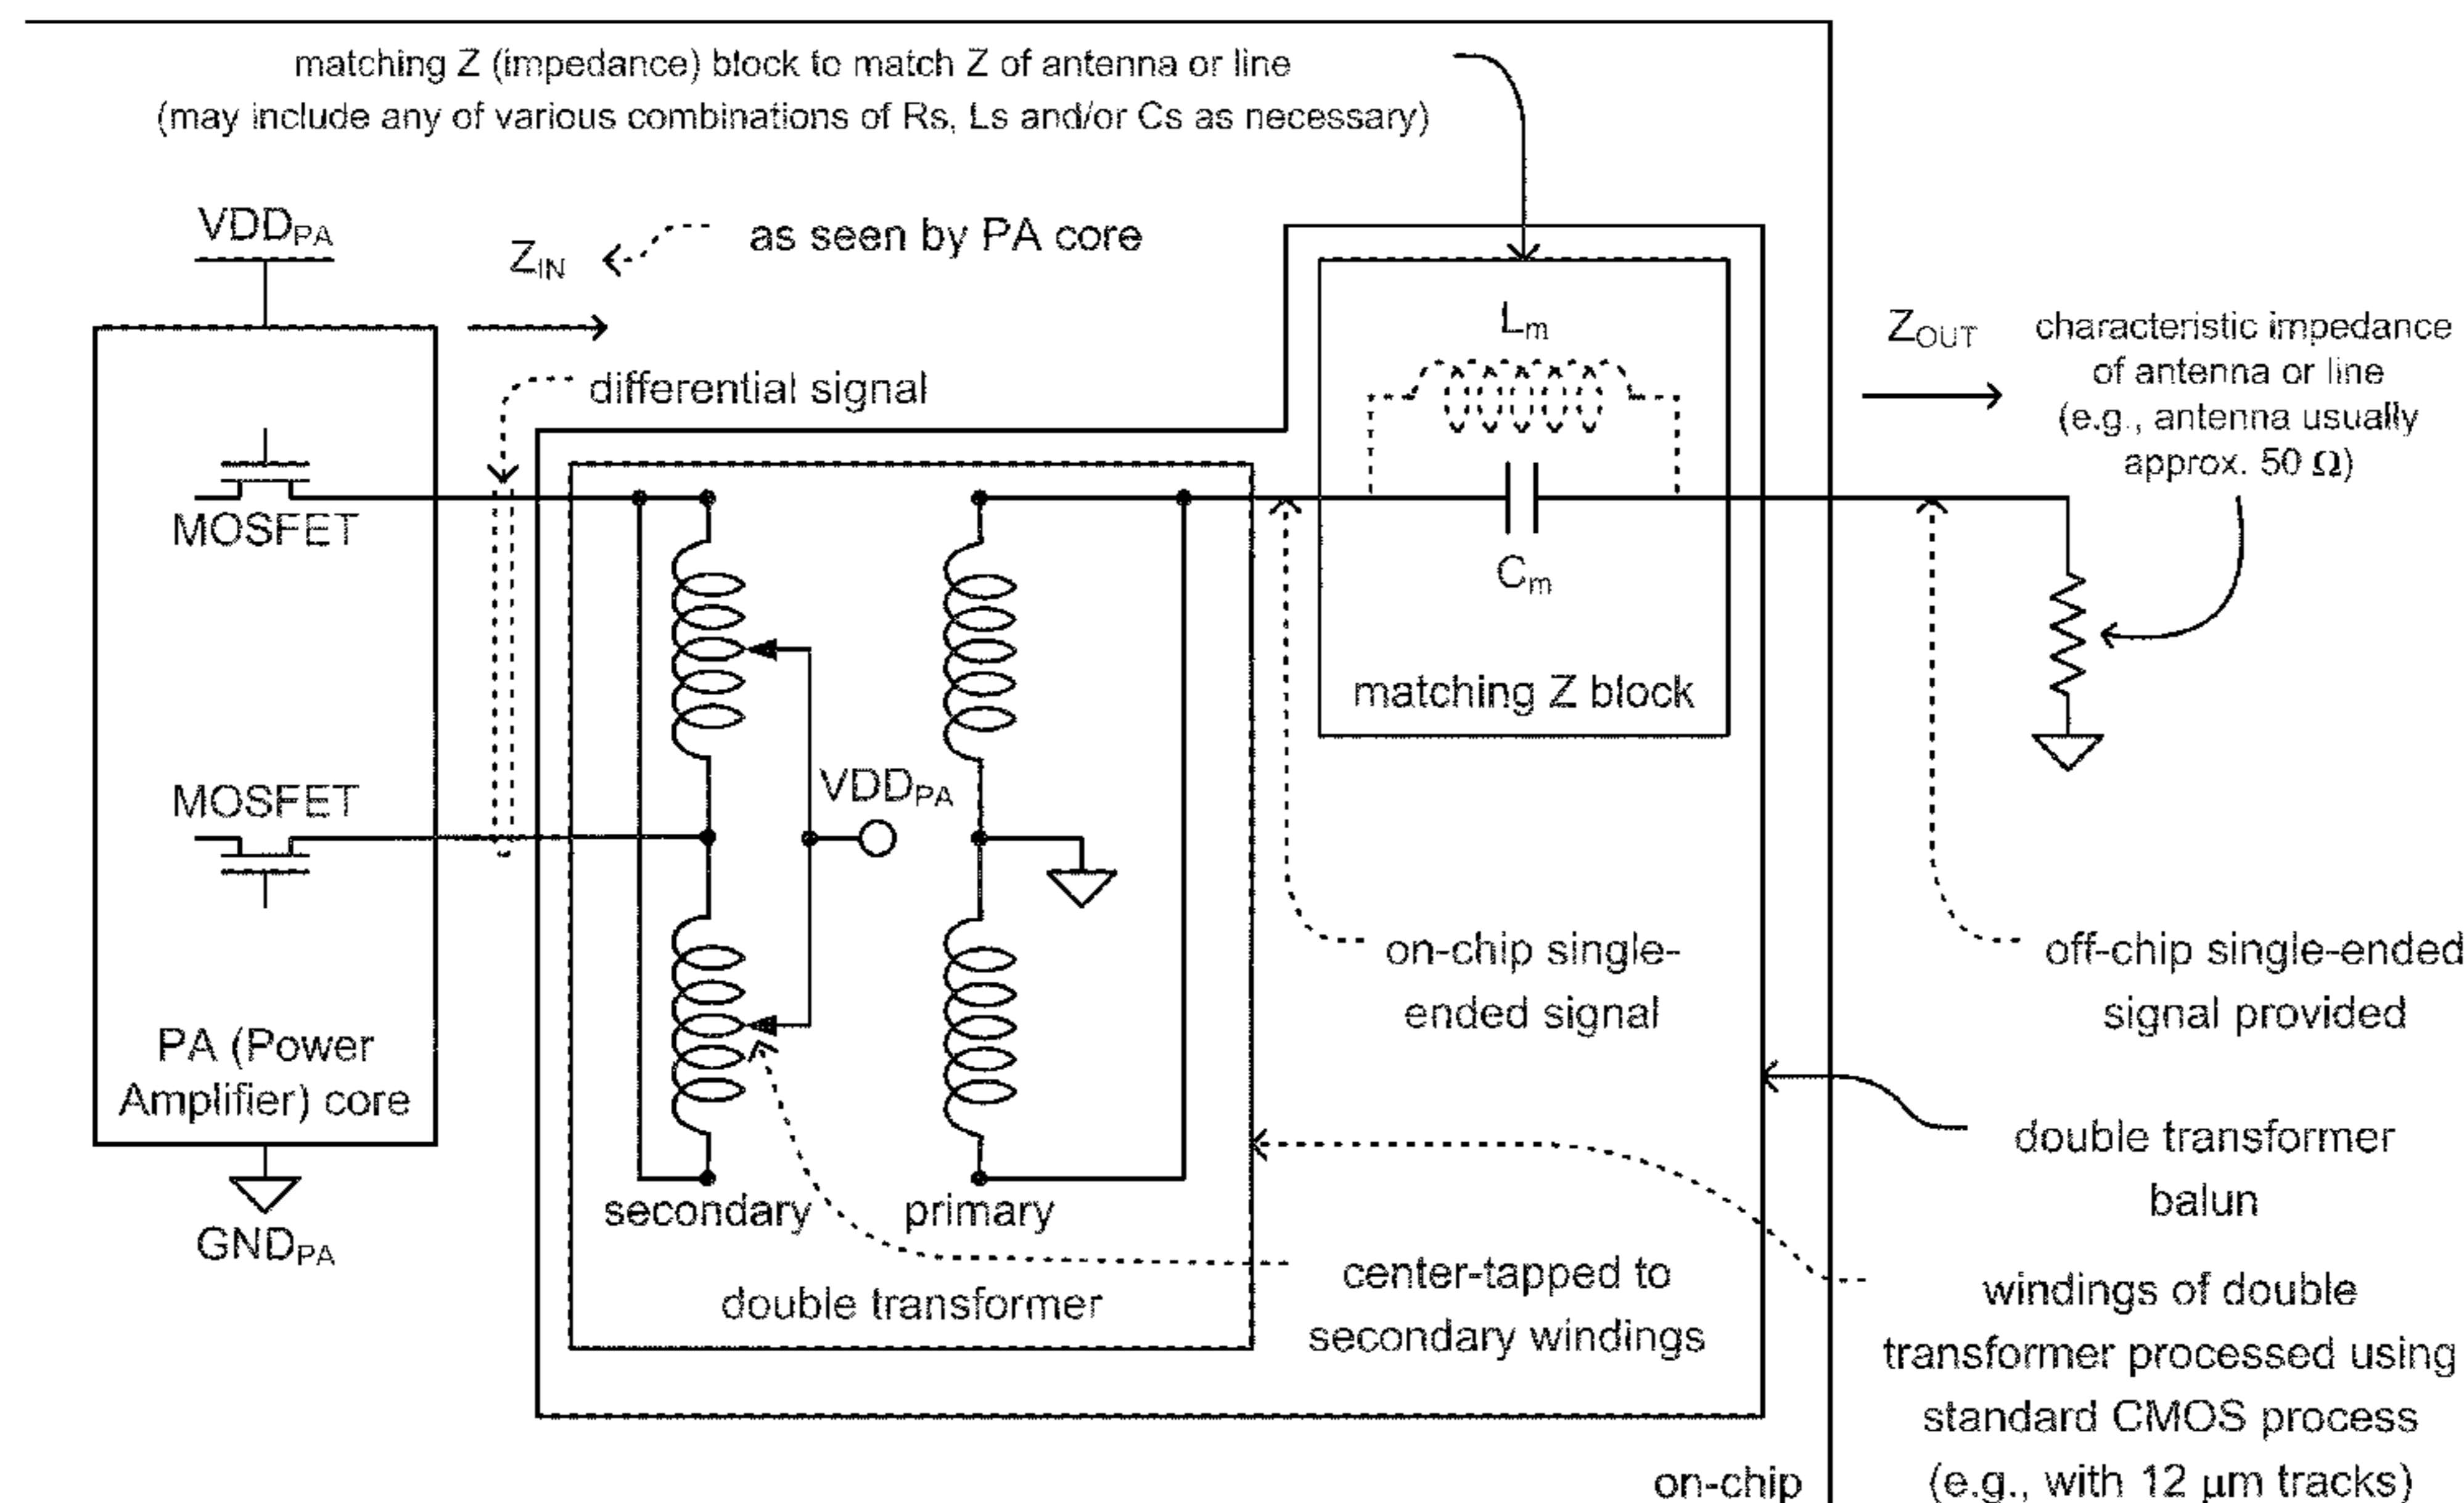 matching Z (impedance) block to match Z of antenna or line
(may include any of various combinations of Rs, Ls and/or Cs as necessary)
VDDPA
ZIN
as seen by PA core
differential signal
MOSFET
MOSFET
PA (Power
Amplifier) core
GNDPA
VDDPA
secondary
primary
double transformer
Lm
Cm
matching Z block
ZOUT
characteristic impedance
of antenna or line
(e.g., antenna usually
approx. 50 Ω)
on-chip single-
ended signal
off-chip single-ended
signal provided
double transformer
balun
center-tapped to
secondary windings
windings of double
transformer processed using
standard CMOS process
(e.g., with 12 μm tracks)
on-chip